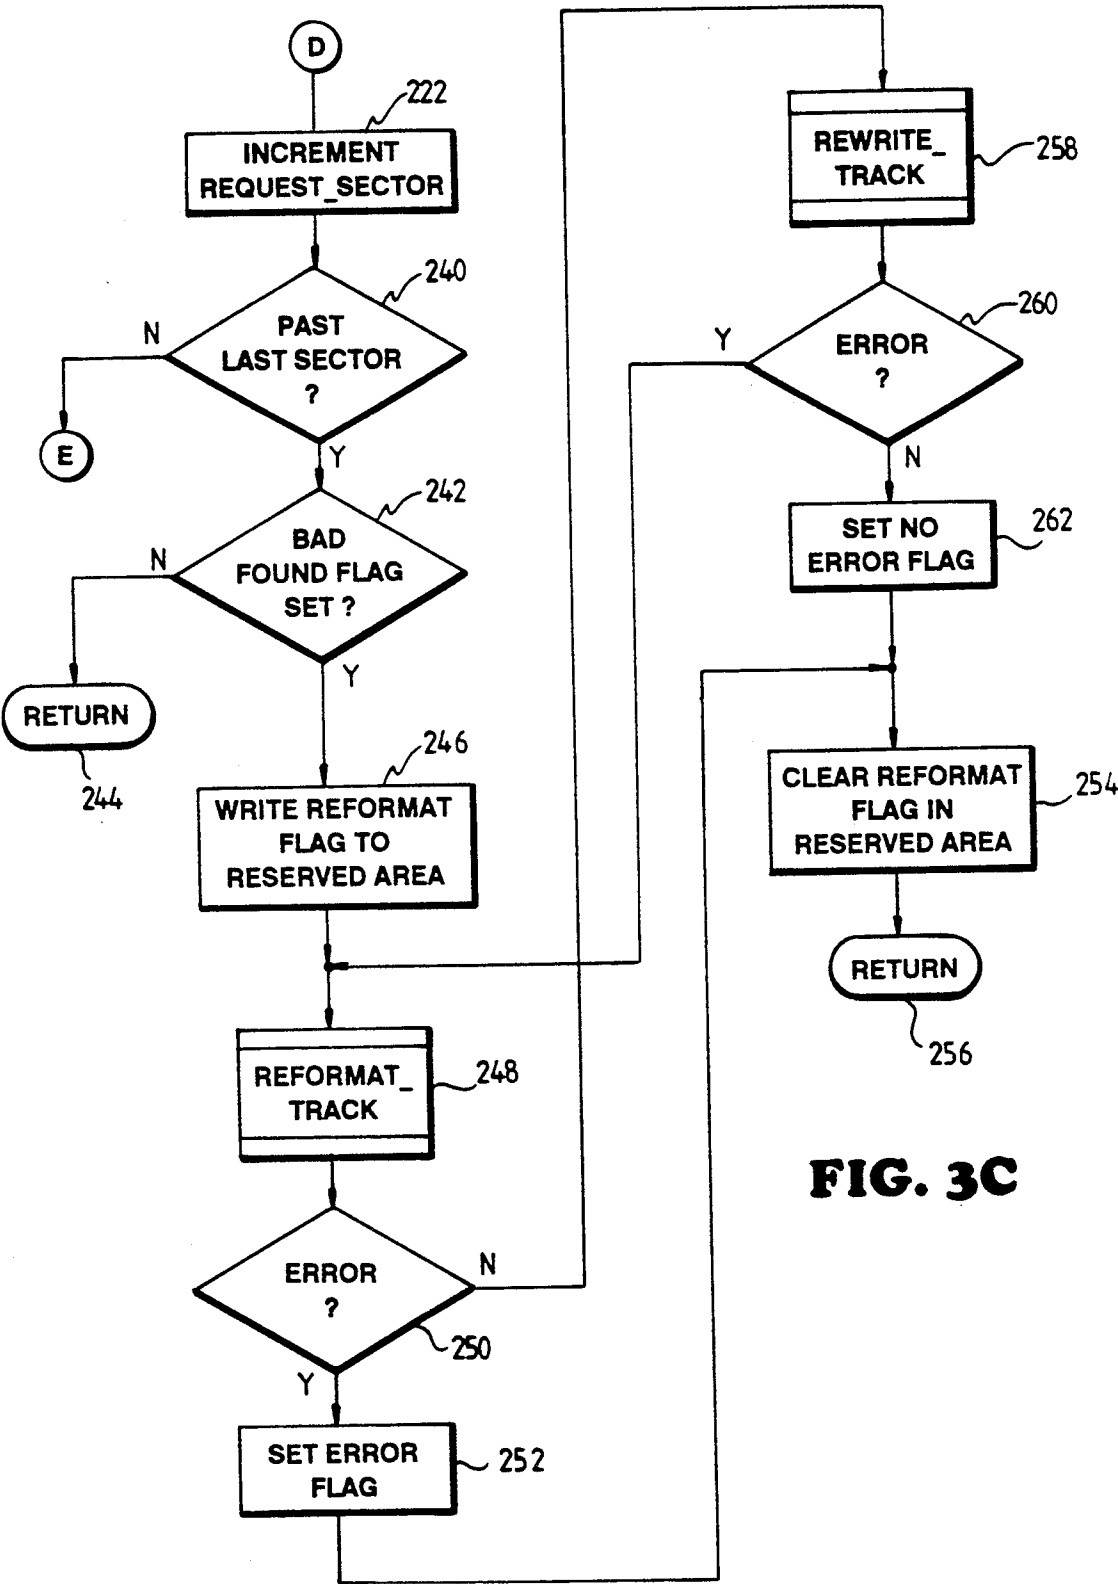 D
222
INCREMENT
REQUEST_SECTOR
240
PAST
LAST SECTOR
?
N
E
Y
242
BAD
FOUND FLAG
SET ?
N
RETURN
244
Y
246
WRITE REFORMAT
FLAG TO
RESERVED AREA
REFORMAT_
TRACK
248
ERROR
?
N
250
Y
SET ERROR
FLAG
252
REWRITE_
TRACK
258
260
ERROR
?
Y
N
SET NO
ERROR FLAG
262
CLEAR REFORMAT
FLAG IN
RESERVED AREA
254
RETURN
256
FIG. 3C